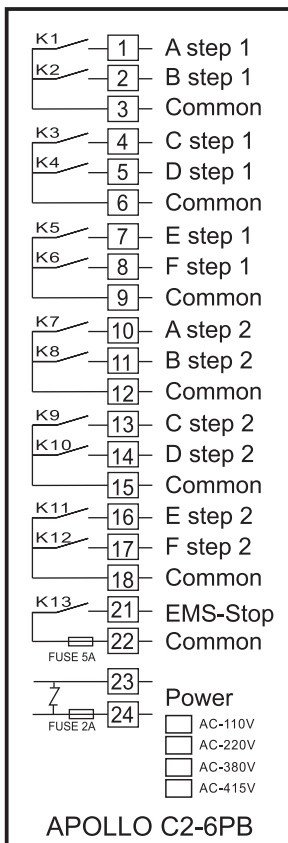 K1 1 A step 1
K2 2 B step 1
3 Common
K3 4 C step 1
K4 5 D step 1
6 Common
K5 7 E step 1
K6 8 F step 1
9 Common
K7 10 A step 2
K8 11 B step 2
12 Common
K9 13 C step 2
K10 14 D step 2
15 Common
K11 16 E step 2
K12 17 F step 2
18 Common
K13 21 EMS-Stop
22 Common
FUSE 5A
23
Power
24
FUSE 2A
AC-110V
AC-220V
AC-380V
AC-415V
APOLLO C2-6PB